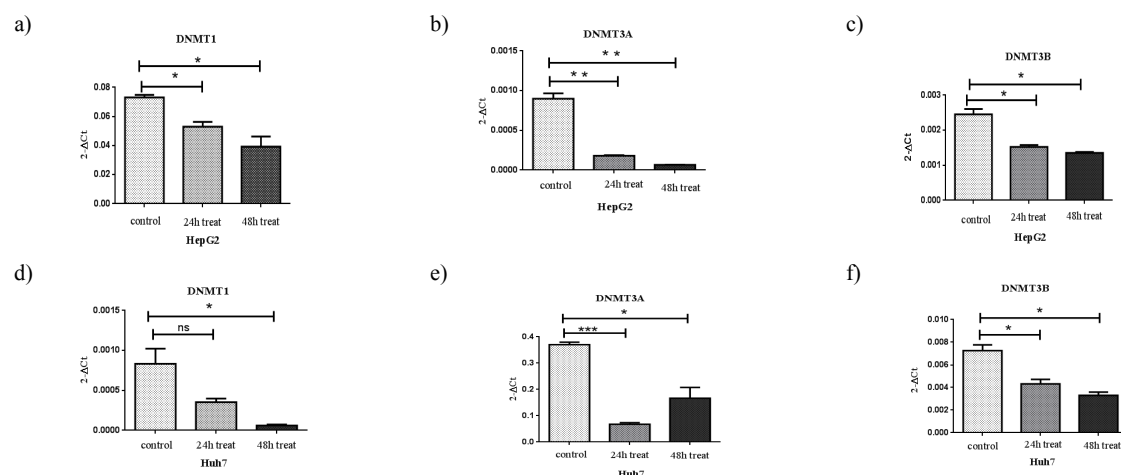 a)
DNMT1
*
*
2-ΔCt
0.08
0.06
0.04
0.02
0.00
control 24h treat 48h treat
HepG2
b)
DNMT3A
* *
* *
2-ΔCt
0.0015
0.0010
0.0005
0.0000
control 24h treat 48h treat
HepG2
c)
DNMT3B
*
*
2-ΔCt
0.003
0.002
0.001
0.000
control 24h treat 48h treat
HepG2
d)
DNMT1
*
ns
2-ΔCt
0.0015
0.0010
0.0005
0.0000
control 24h treat 48h treat
Huh7
e)
DNMT3A
*
***
2-ΔCt
0.4
0.3
0.2
0.1
0.0
control 24h treat 48h treat
Huh7
f)
DNMT3B
*
*
2-ΔCt
0.010
0.008
0.006
0.004
0.002
0.000
control 24h treat 48h treat
Huh7